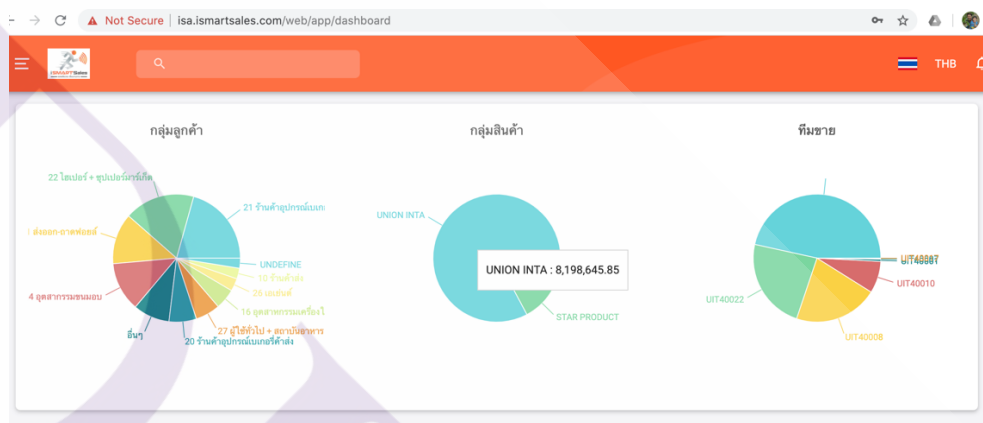 Not Secure | isa.ismartsales.com/web/app/dashboard
iSMARTSales
THB
กลุ่มลูกค้า
22 ไฮเปอร์ + ซุปเปอร์มาร์เก็ต
21 ร้านค้าอุปกรณ์เบเก
ส่งออก-ถาดฟอยล์
UNDEFINE
10 ร้านค้าส่ง
26 เอเย่นต์
4 อุตสาหกรรมขนมอบ
16 อุตสาหกรรมเครื่องใ
27 ผู้ใช้ทั่วไป + สถาบันอาหาร
อื่นๆ
20 ร้านค้าอุปกรณ์เบเกอรี่ค้าส่ง
กลุ่มสินค้า
UNION INTA
UNION INTA : 8,198,645.85
STAR PRODUCT
ทีมขาย
UIT40010
UIT40022
UIT40008